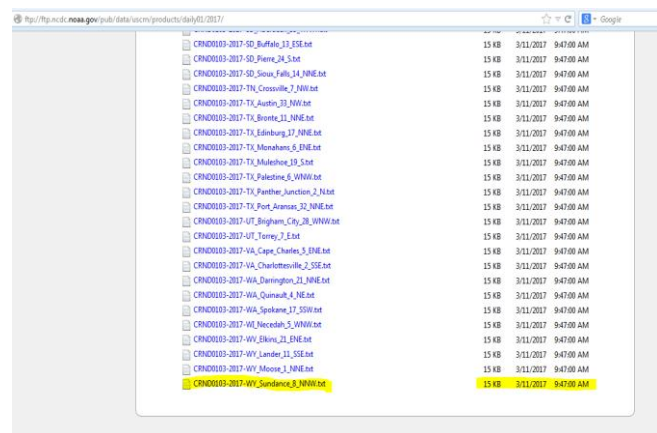 ftp://ftp.ncdc.noaa.gov/pub/data/uscrn/products/daily01/2017/ Google
CRND0103-2017-SD_Buffalo_13_ESE.txt 15 KB 3/11/2017 9:47:00 AM
CRND0103-2017-SD_Pierre_24_S.txt 15 KB 3/11/2017 9:47:00 AM
CRND0103-2017-SD_Sioux_Falls_14_NNE.txt 15 KB 3/11/2017 9:47:00 AM
CRND0103-2017-TN_Crossville_7_NW.txt 15 KB 3/11/2017 9:47:00 AM
CRND0103-2017-TX_Austin_33_NW.txt 15 KB 3/11/2017 9:47:00 AM
CRND0103-2017-TX_Bronte_11_NNE.txt 15 KB 3/11/2017 9:47:00 AM
CRND0103-2017-TX_Edinburg_17_NNE.txt 15 KB 3/11/2017 9:47:00 AM
CRND0103-2017-TX_Monahans_6_ENE.txt 15 KB 3/11/2017 9:47:00 AM
CRND0103-2017-TX_Muleshoe_19_S.txt 15 KB 3/11/2017 9:47:00 AM
CRND0103-2017-TX_Palestine_6_WNW.txt 15 KB 3/11/2017 9:47:00 AM
CRND0103-2017-TX_Panther_Junction_2_N.txt 15 KB 3/11/2017 9:47:00 AM
CRND0103-2017-TX_Port_Aransas_32_NNE.txt 15 KB 3/11/2017 9:47:00 AM
CRND0103-2017-UT_Brigham_City_28_WNW.txt 15 KB 3/11/2017 9:47:00 AM
CRND0103-2017-UT_Torrey_7_E.txt 15 KB 3/11/2017 9:47:00 AM
CRND0103-2017-VA_Cape_Charles_5_ENE.txt 15 KB 3/11/2017 9:47:00 AM
CRND0103-2017-VA_Charlottesville_2_SSE.txt 15 KB 3/11/2017 9:47:00 AM
CRND0103-2017-WA_Darrington_21_NNE.txt 15 KB 3/11/2017 9:47:00 AM
CRND0103-2017-WA_Quinault_4_NE.txt 15 KB 3/11/2017 9:47:00 AM
CRND0103-2017-WA_Spokane_17_SSW.txt 15 KB 3/11/2017 9:47:00 AM
CRND0103-2017-WI_Necedah_5_WNW.txt 15 KB 3/11/2017 9:47:00 AM
CRND0103-2017-WV_Elkins_21_ENE.txt 15 KB 3/11/2017 9:47:00 AM
CRND0103-2017-WY_Lander_11_SSE.txt 15 KB 3/11/2017 9:47:00 AM
CRND0103-2017-WY_Moose_1_NNE.txt 15 KB 3/11/2017 9:47:00 AM
CRND0103-2017-WY_Sundance_8_NNW.txt 15 KB 3/11/2017 9:47:00 AM